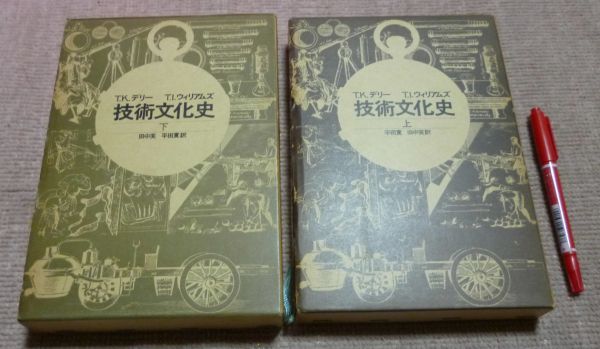 T.K.デリー T.I.ウィリアムズ
技術文化史
下
田中実 平田寛訳
T.K.デリー T.I.ウィリアムズ
技術文化史
上
平田寛 田中実訳